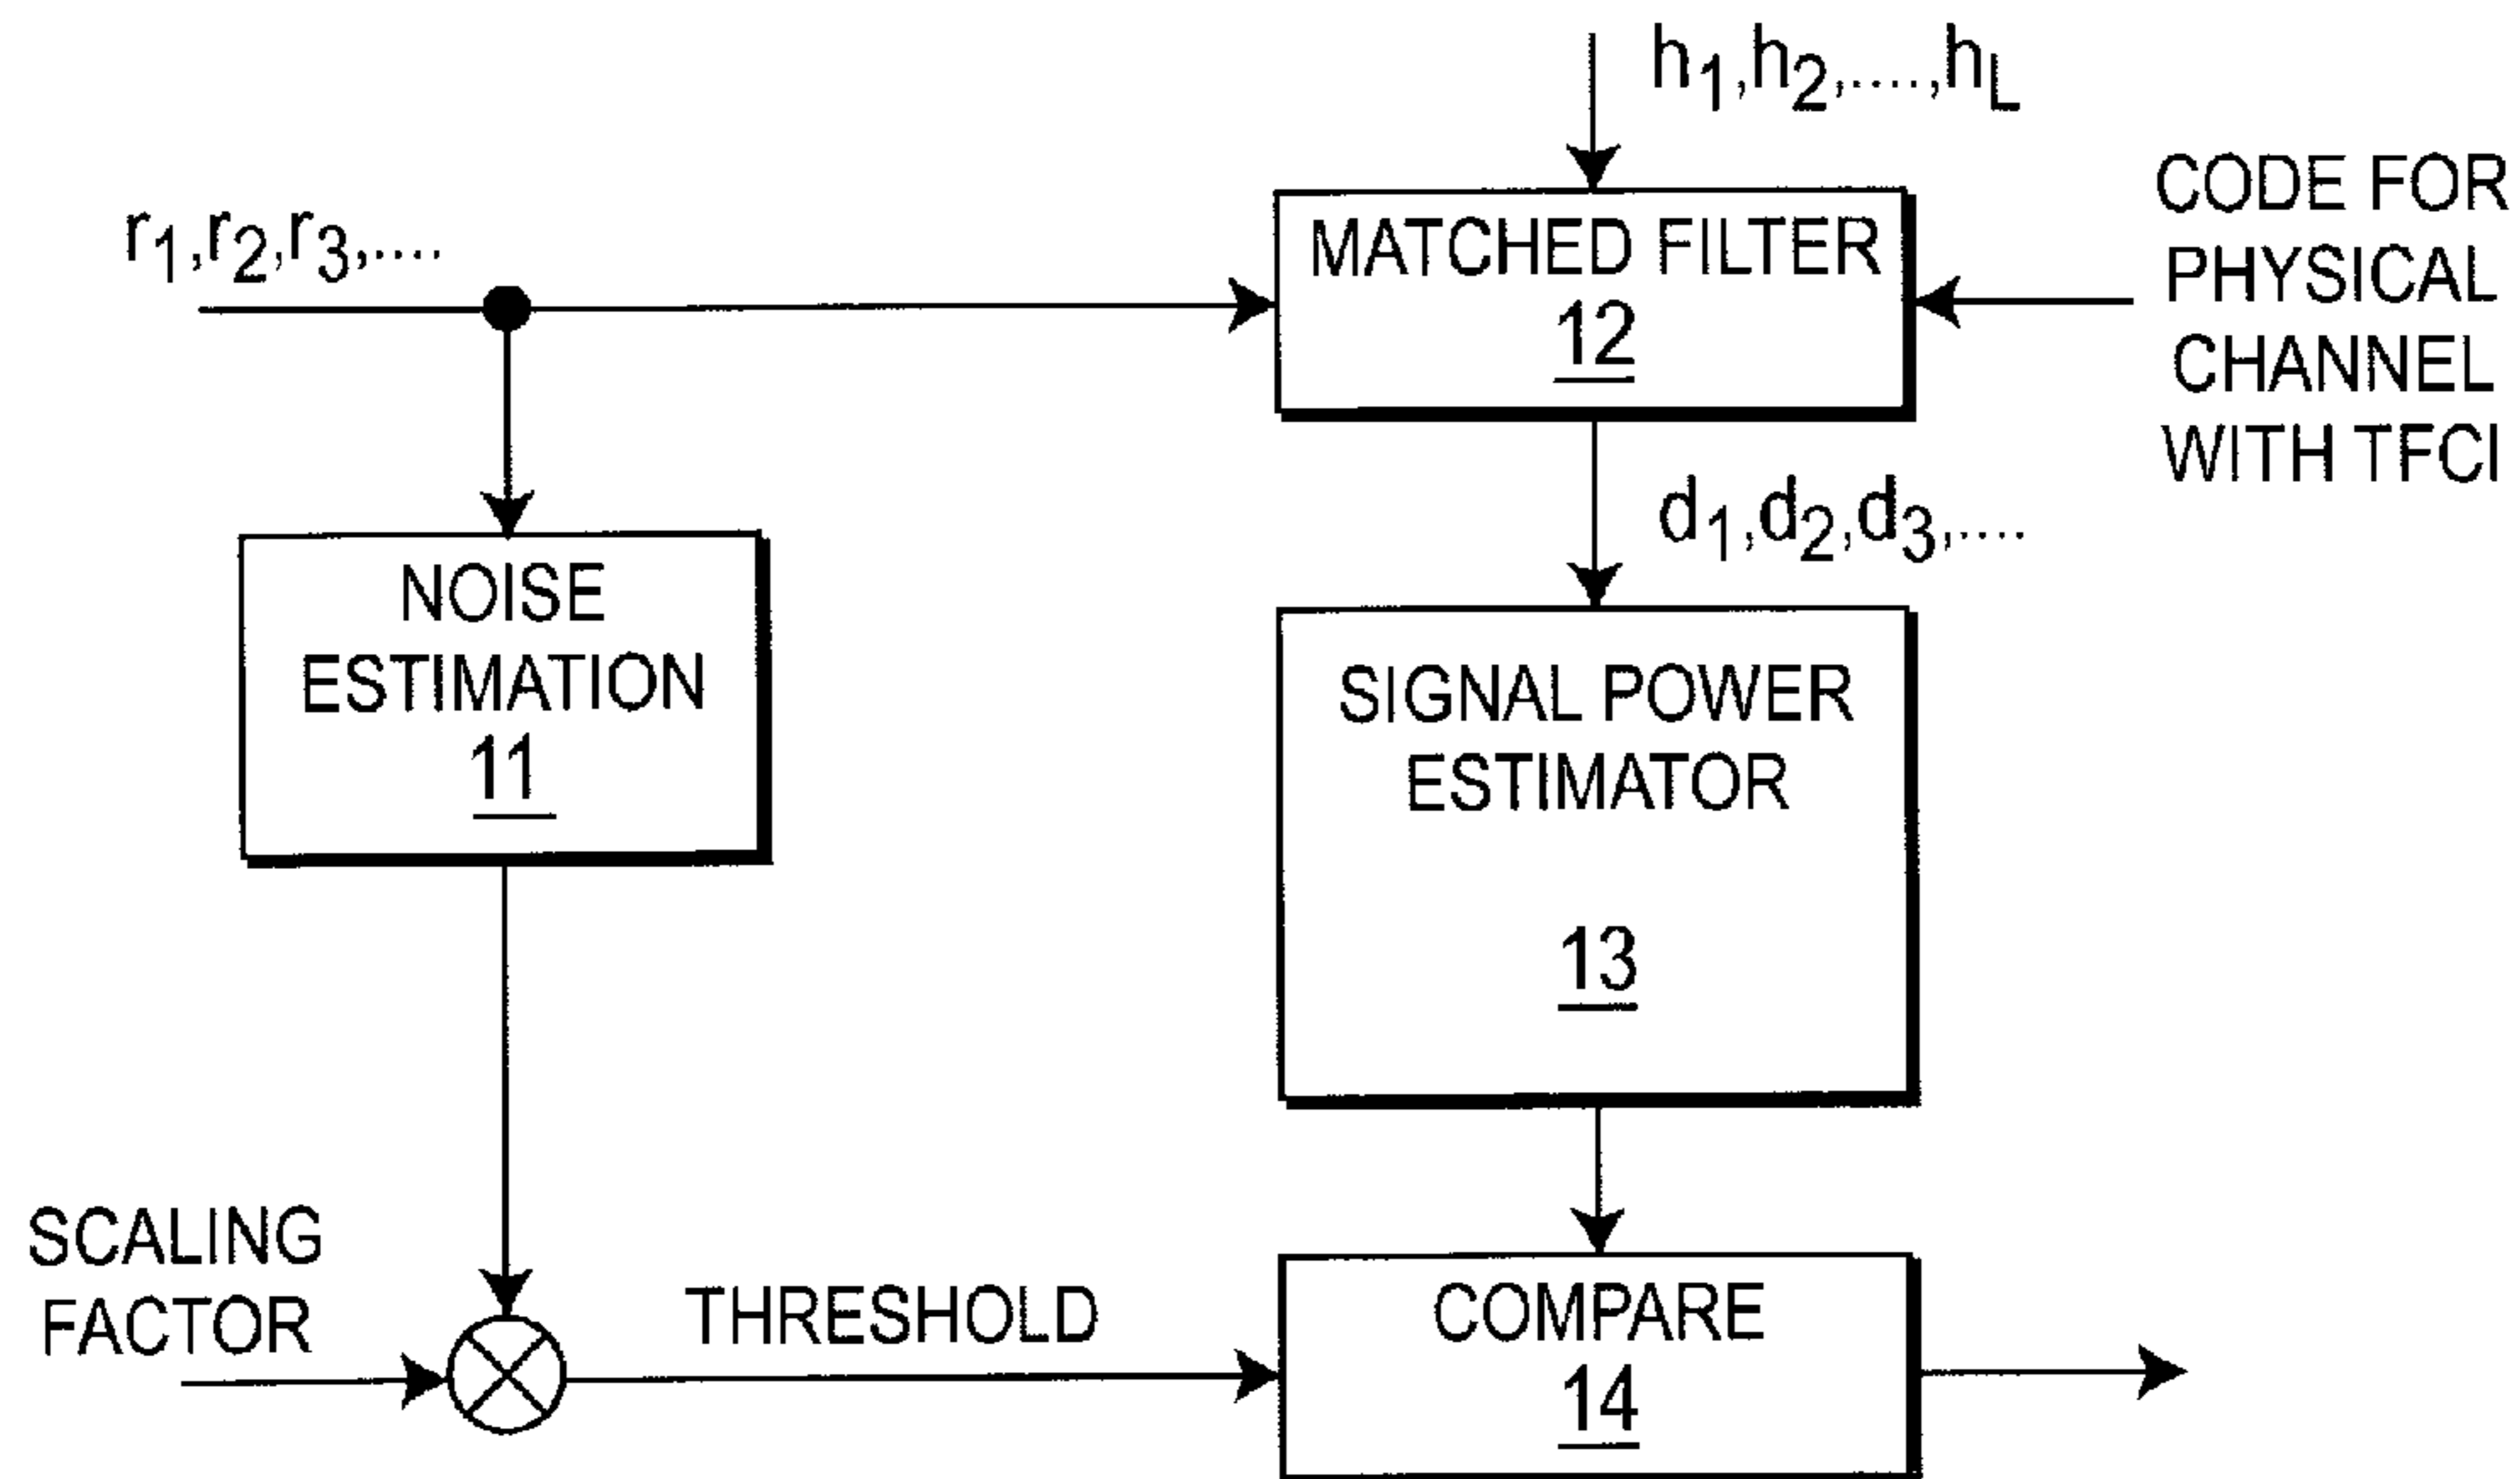 h1,h2,....,hL
r1,r2,r3,....
MATCHED FILTER
12
CODE FOR
PHYSICAL
CHANNEL
WITH TFCI
d1,d2,d3,....
NOISE
ESTIMATION
11
SIGNAL POWER
ESTIMATOR
13
SCALING
FACTOR
THRESHOLD
COMPARE
14